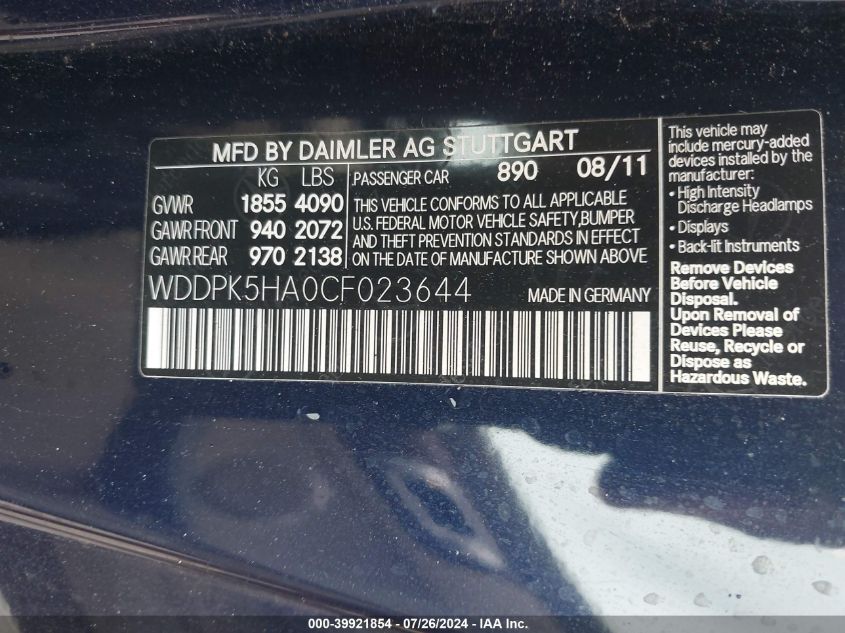 MFD BY DAIMLER AG STUTTGART
KG LBS
GVWR 1855 4090
GAWR FRONT 940 2072
GAWR REAR 970 2138
PASSENGER CAR 890 08/11
THIS VEHICLE CONFORMS TO ALL APPLICABLE
U.S. FEDERAL MOTOR VEHICLE SAFETY,BUMPER
AND THEFT PREVENTION STANDARDS IN EFFECT
ON THE DATE OF MANUFACTURE SHOWN ABOVE
WDDPK5HA0CF023644 MADE IN GERMANY
This vehicle may
include mercury-added
devices installed by the
manufacturer:
• High Intensity
Discharge Headlamps
• Displays
• Back-lit Instruments
Remove Devices
Before Vehicle
Disposal.
Upon Removal of
Devices Please
Reuse, Recycle or
Dispose as
Hazardous Waste.
000-39921854 - 07/26/2024 - IAA Inc.